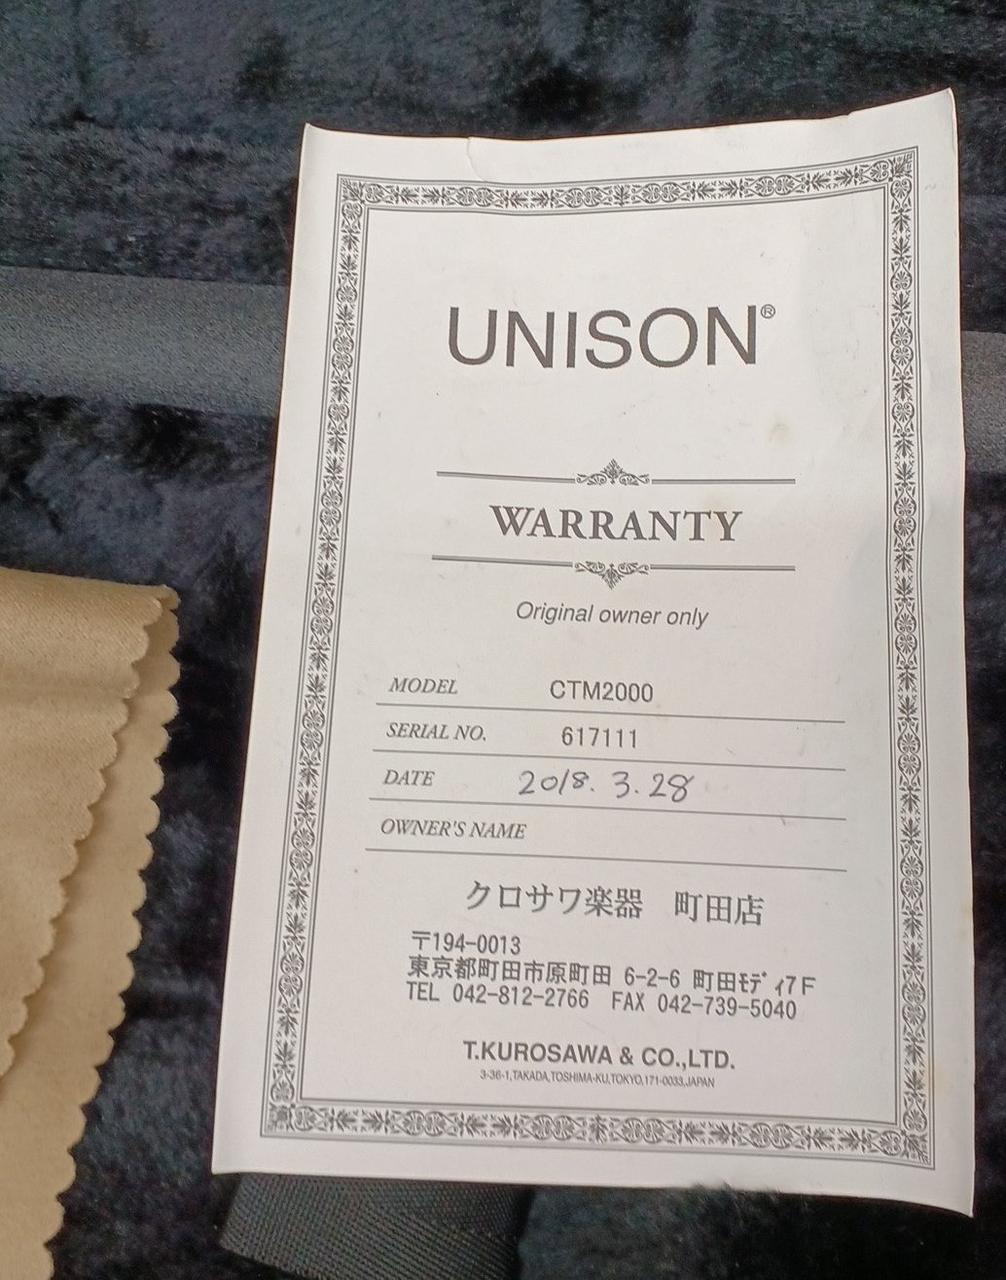 UNISON®
WARRANTY
Original owner only
MODEL CTM2000
SERIAL NO. 617111
DATE 2018. 3. 28
OWNER'S NAME
クロサワ楽器 町田店
〒194-0013
東京都町田市原町田 6-2-6 町田ﾓﾃﾞｨ7F
TEL 042-812-2766 FAX 042-739-5040
T.KUROSAWA & CO.,LTD.
3-36-1,TAKADA,TOSHIMA-KU,TOKYO,171-0033,JAPAN